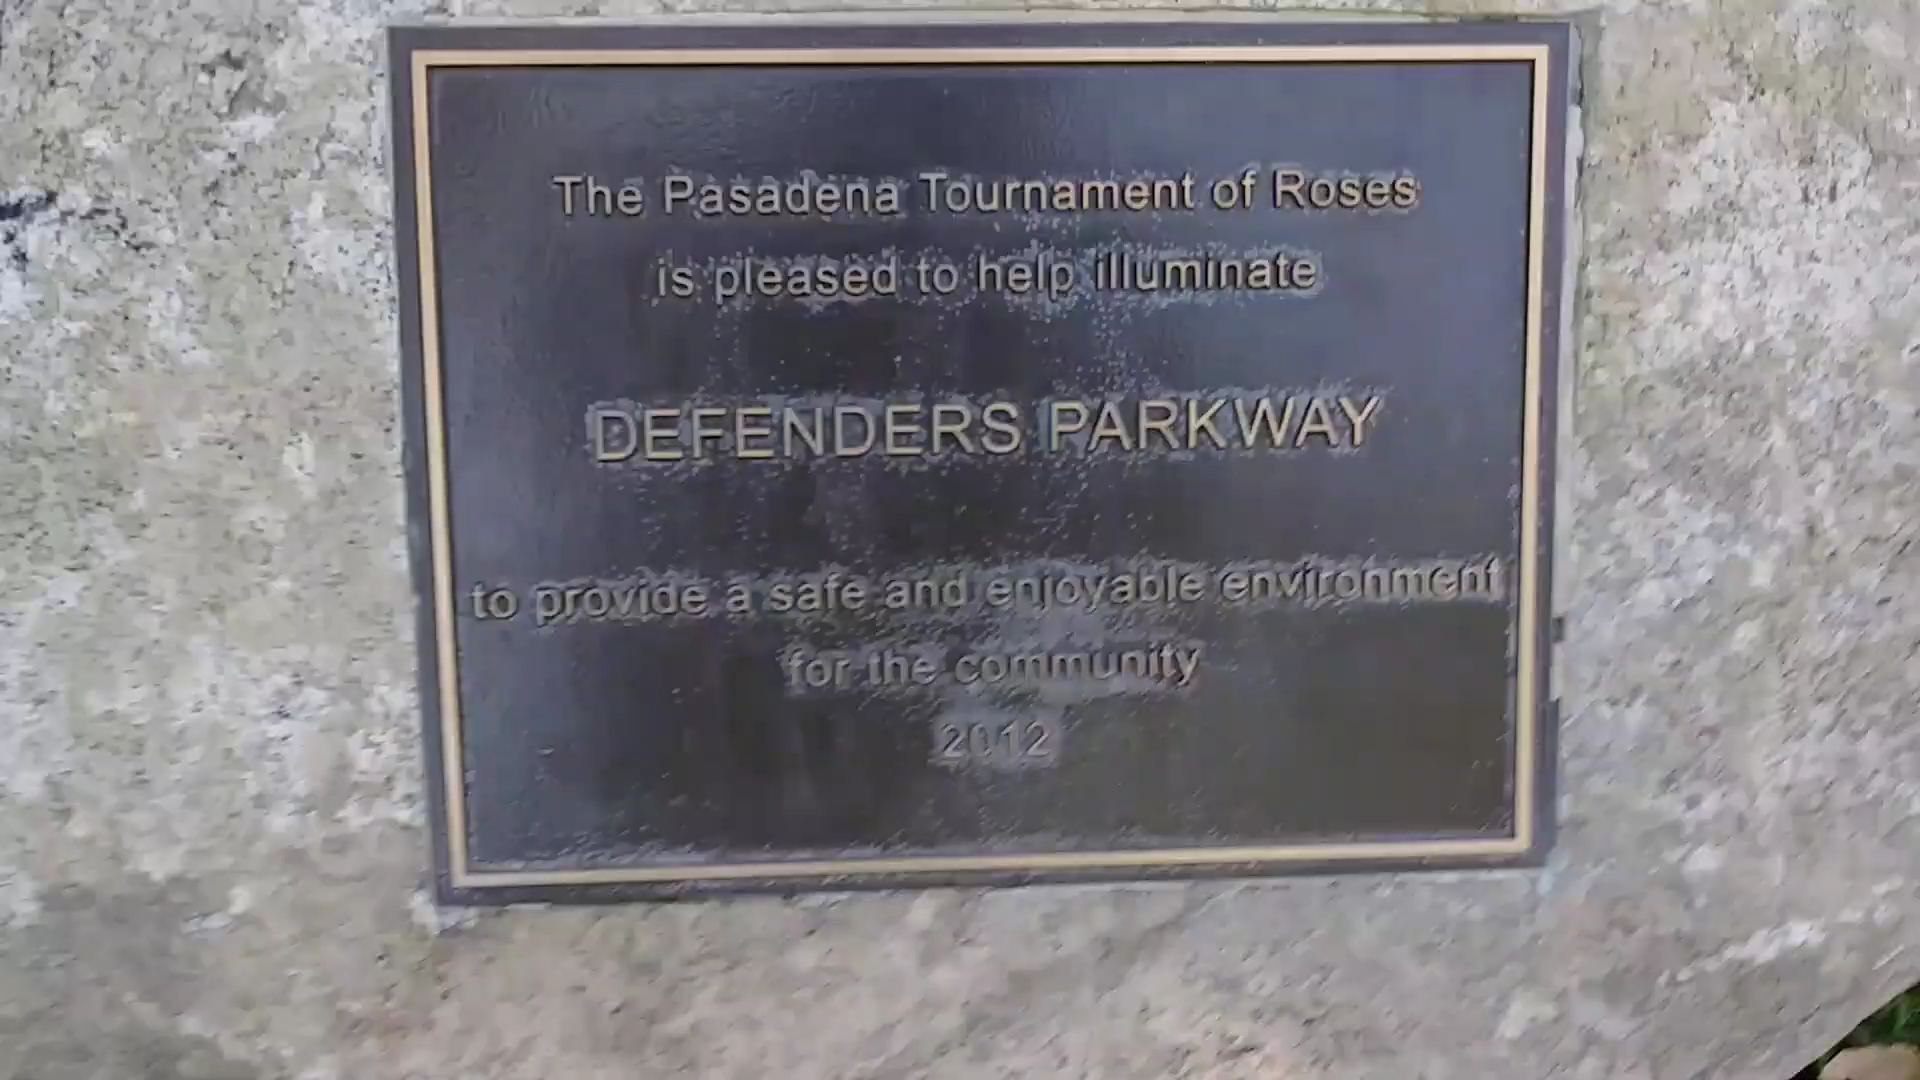 The Pasadena Tournament of Roses
is pleased to help illuminate
DEFENDERS PARKWAY
to provide a safe and enjoyable environment
for the community
2012